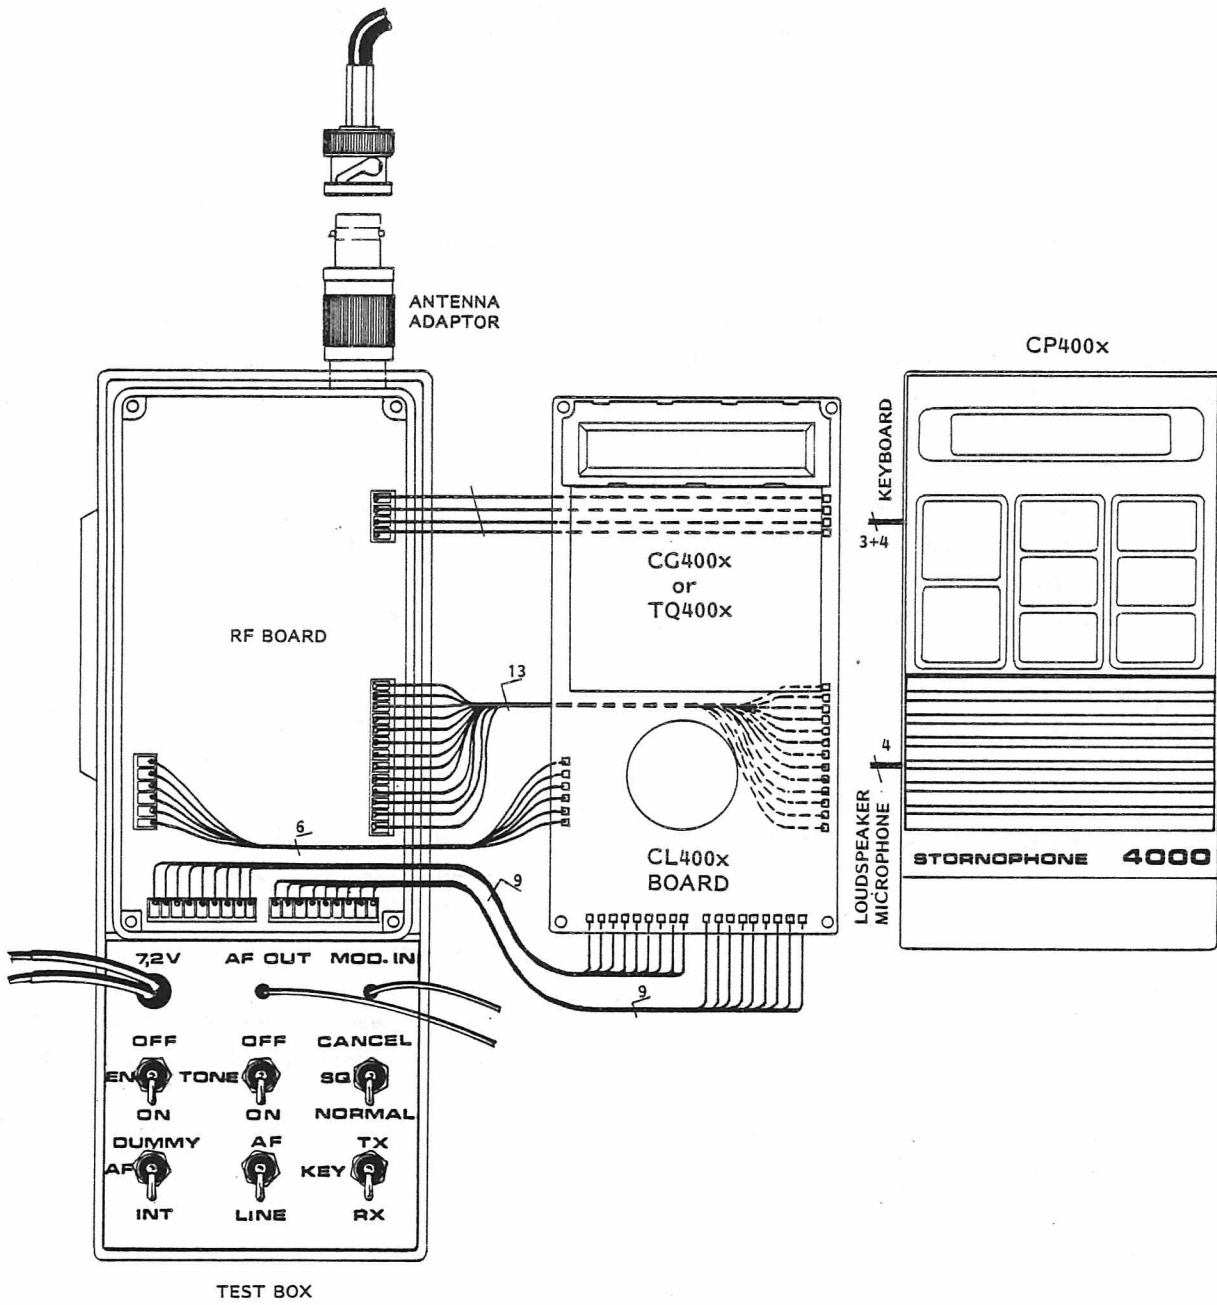 ANTENNA
ADAPTOR
CP400x
KEYBOARD
3+4
CG400x
or
TQ400x
RF BOARD
13
4
LOUDSPEAKER
MICROPHONE
6
CL400x
BOARD
STORNOPHONE 4000
9
7,2V AF OUT MOD. IN
9
OFF OFF CANCEL
EN TONE SQ
ON ON NORMAL
DUMMY AF TX
AF KEY
INT LINE RX
TEST BOX